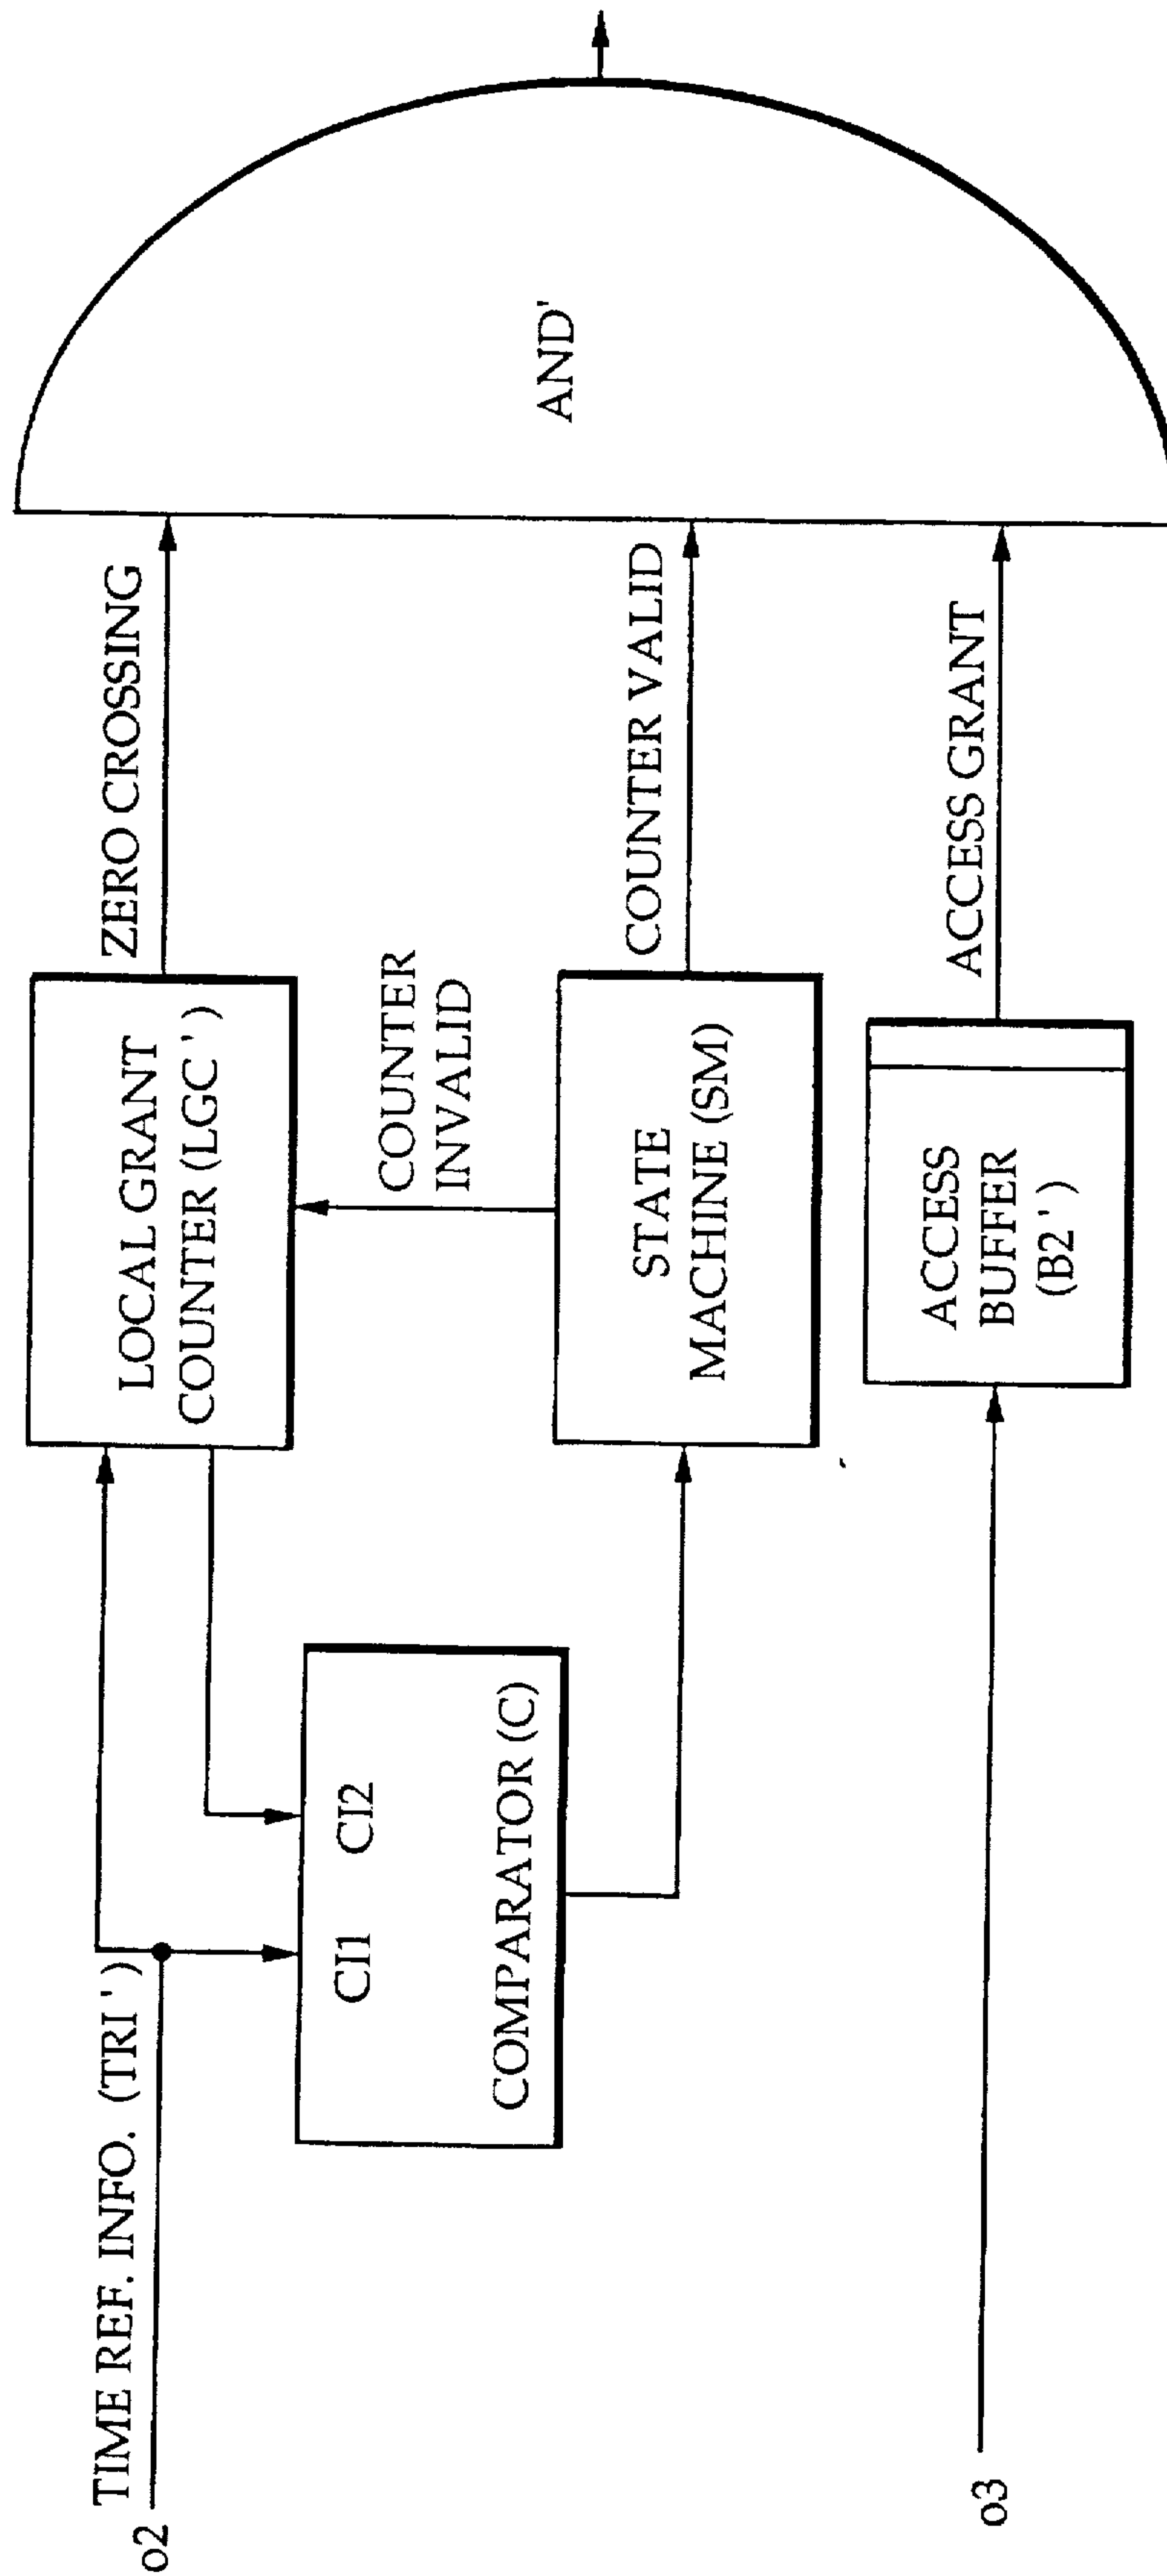 o2
TIME REF. INFO. (TRI ' )
CI1 CI2
COMPARATOR (C)
LOCAL GRANT
COUNTER (LGC ' )
ZERO CROSSING
COUNTER
INVALID
STATE
MACHINE (SM)
COUNTER VALID
AND'
o3
ACCESS
BUFFER
(B2 ' )
ACCESS GRANT